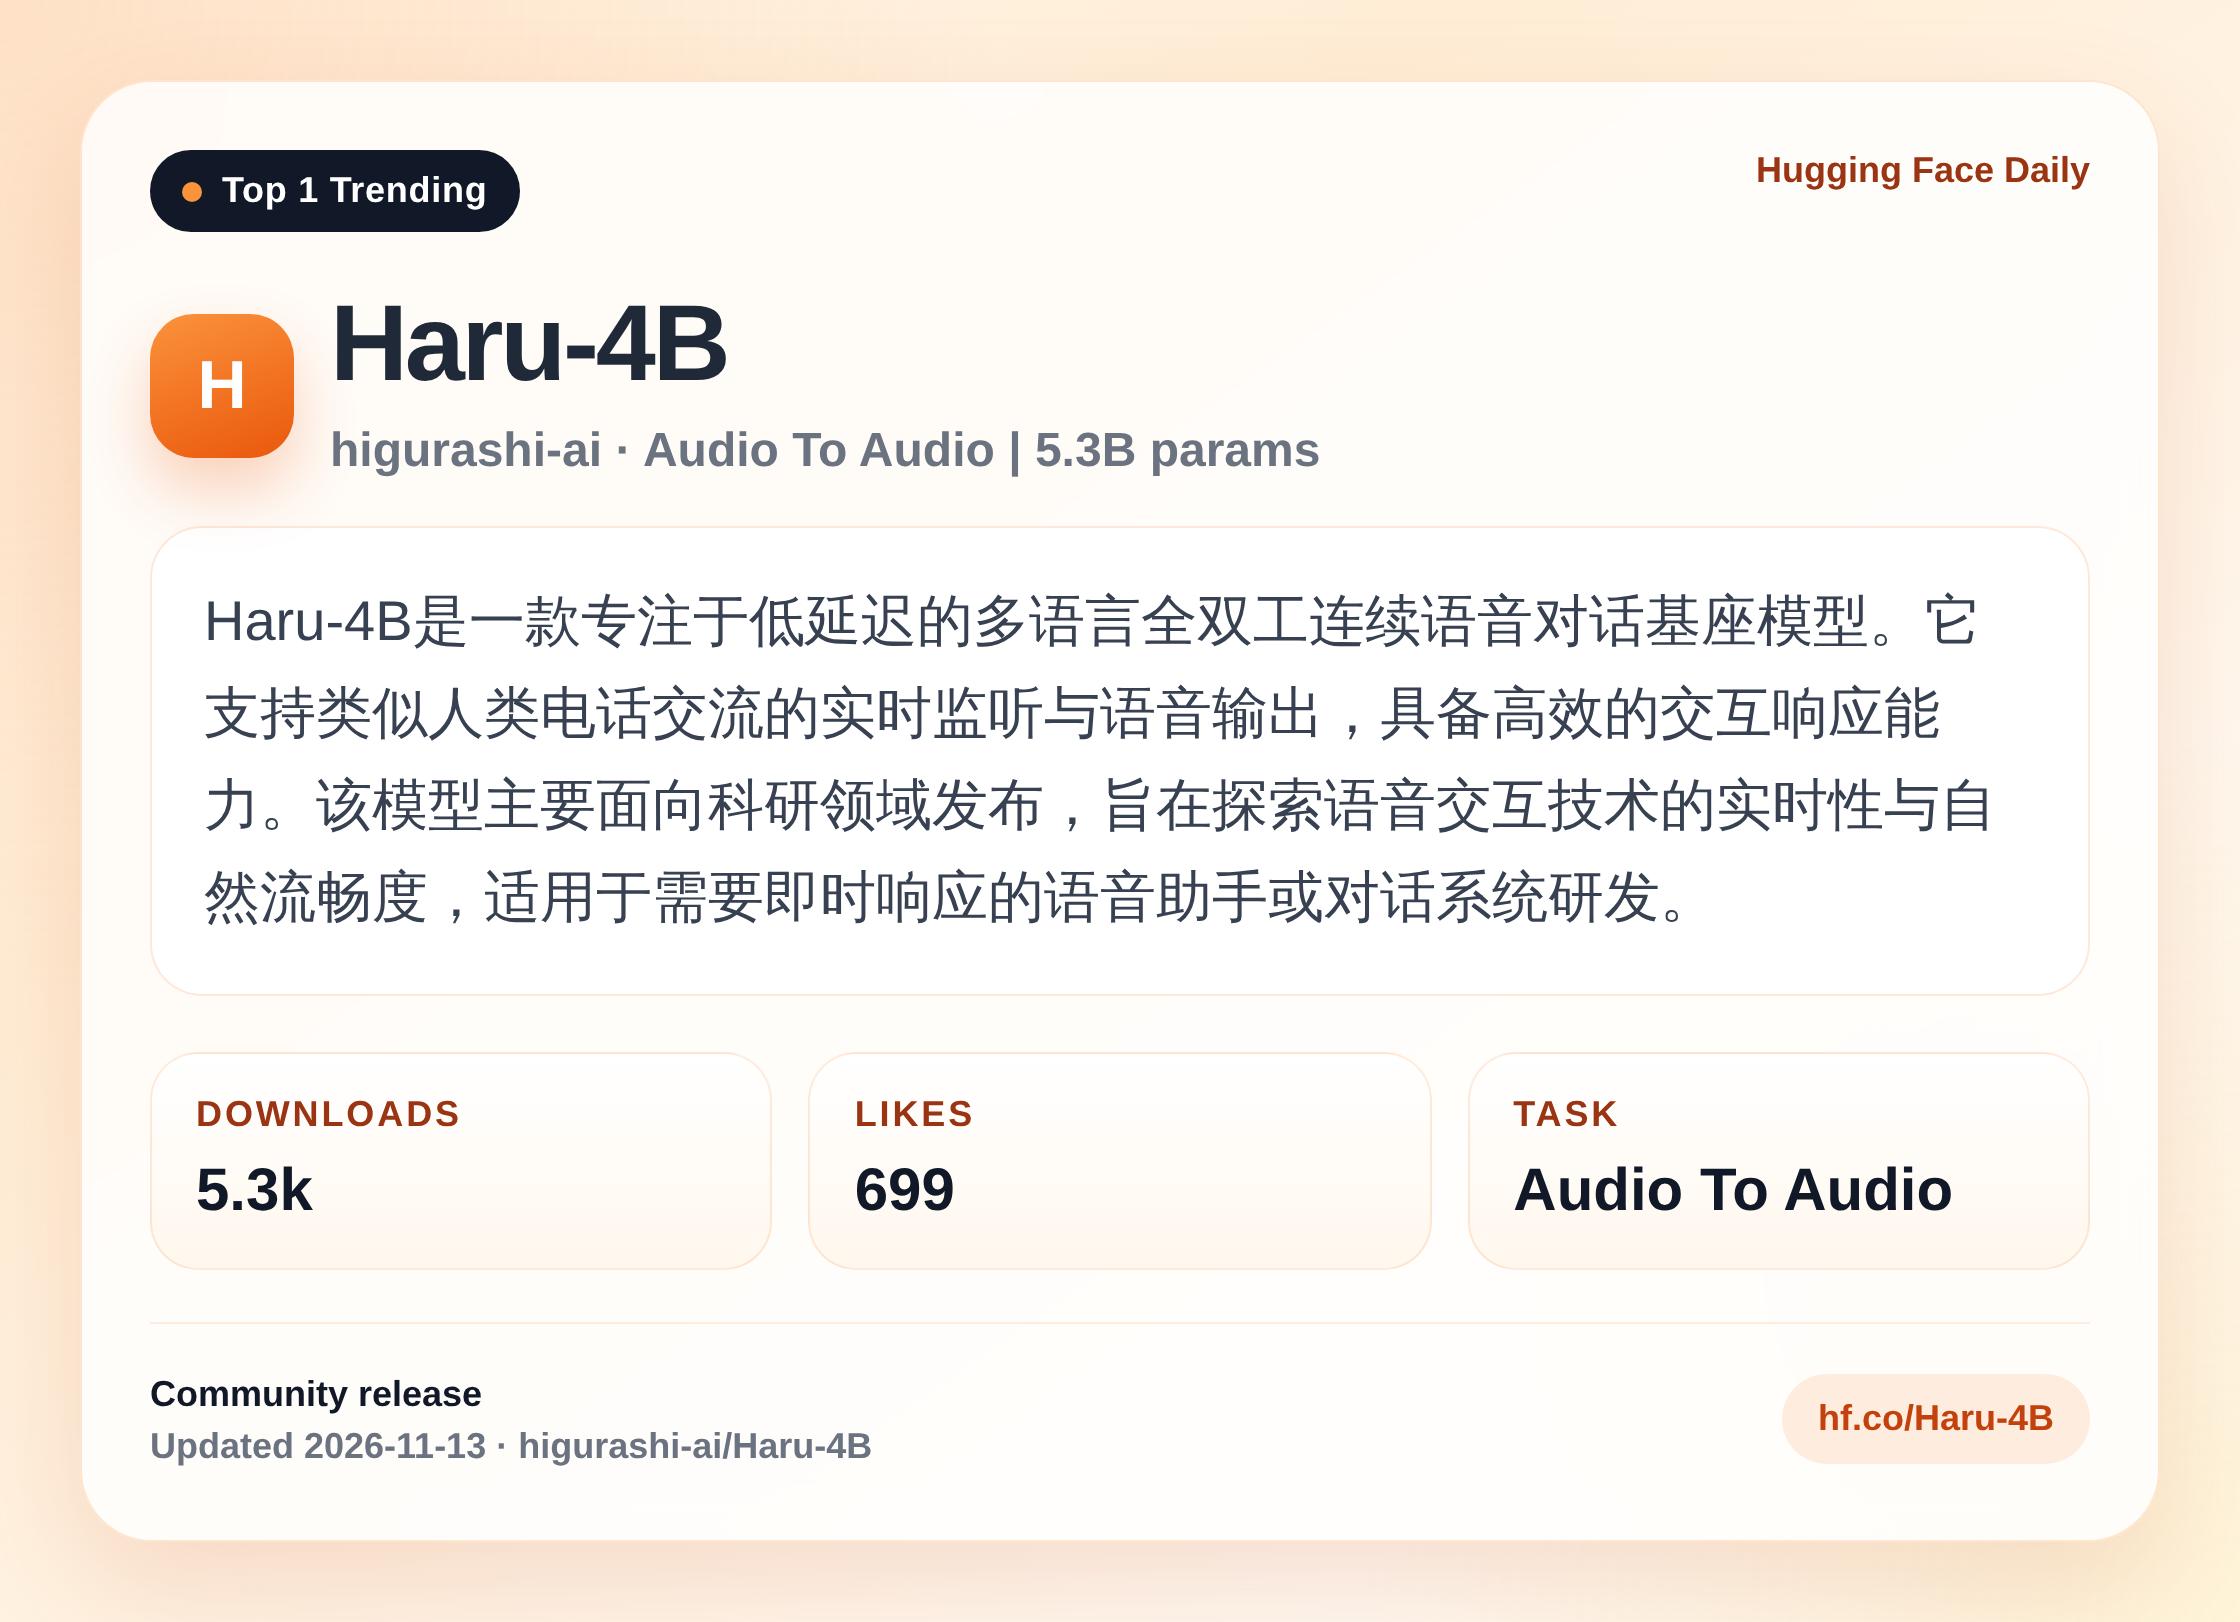 Top 1 Trending
Hugging Face Daily
H
Haru-4B
higurashi-ai · Audio To Audio | 5.3B params
Haru-4B是一款专注于低延迟的多语言全双工连续语音对话基座模型。它
支持类似人类电话交流的实时监听与语音输出，具备高效的交互响应能
力。该模型主要面向科研领域发布，旨在探索语音交互技术的实时性与自
然流畅度，适用于需要即时响应的语音助手或对话系统研发。
DOWNLOADS
5.3k
LIKES
699
TASK
Audio To Audio
Community release
Updated 2026-11-13 · higurashi-ai/Haru-4B
hf.co/Haru-4B